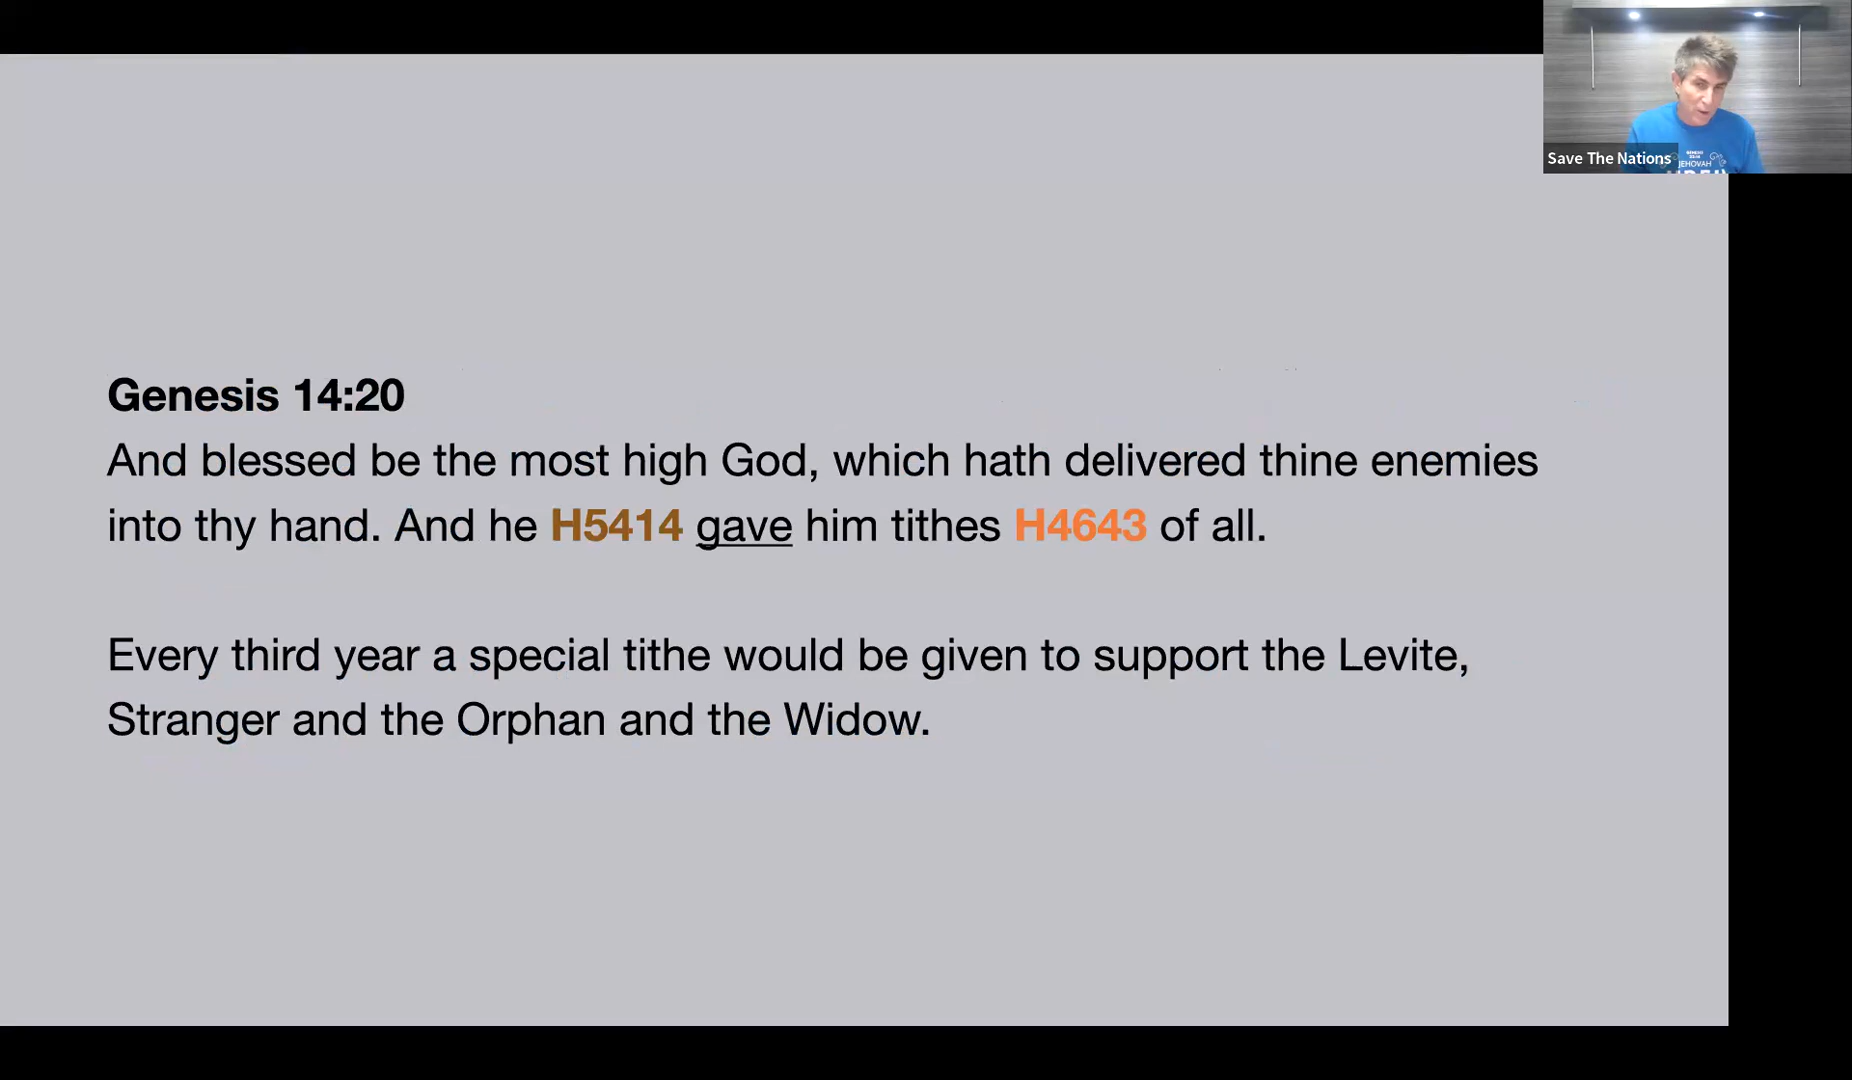 Save The Nations
JEHOVAH
Genesis 14:20
And blessed be the most high God, which hath delivered thine enemies
into thy hand. And he H5414 gave him tithes H4643 of all.
Every third year a special tithe would be given to support the Levite,
Stranger and the Orphan and the Widow.